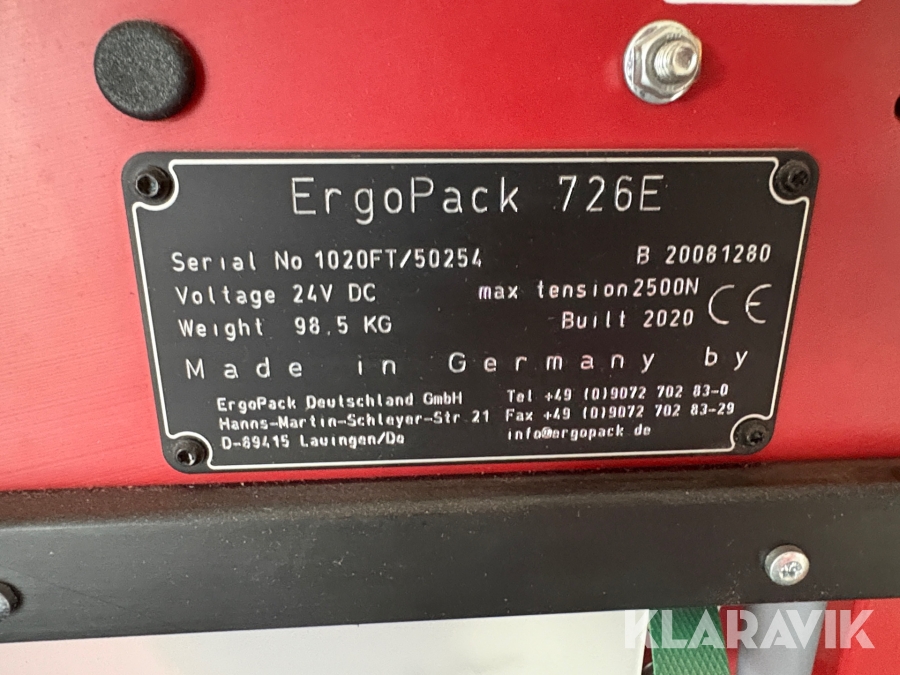 ErgoPack 726E
Serial No 1020FT/50254 B 20081280
Voltage 24V DC max tension 2500N
Weight 98.5 KG Built 2020 CE
Made in Germany by
ErgoPack Deutschland GmbH Tel +49 (0)9072 702 83-0
Hanns-Martin-Schleyer-Str.21 Fax +49 (0)9072 702 83-29
D-89415 Lauingen/Do info@ergopack.de
KLARAVIK